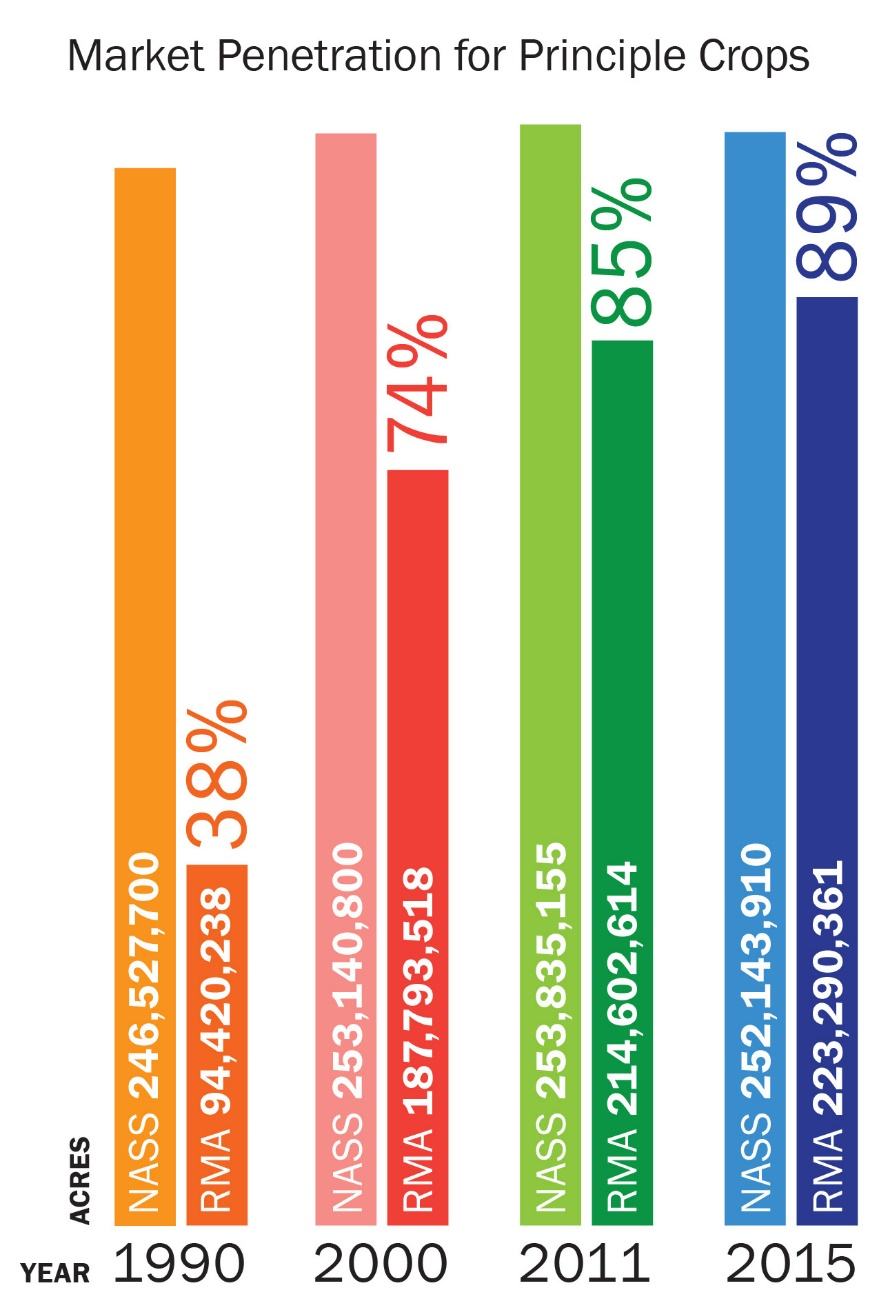 Market Penetration for Principle Crops
NASS 246,527,700
RMA 94,420,238
38%
NASS 253,140,800
RMA 187,793,518
74%
NASS 253,835,155
RMA 214,602,614
85%
NASS 252,143,910
RMA 223,290,361
89%
ACRES
YEAR 1990 2000 2011 2015